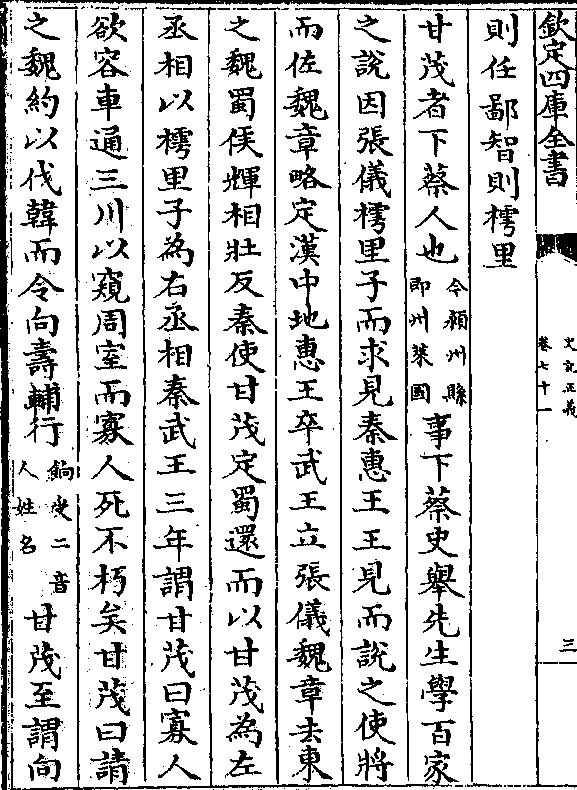 欽定四庫全書
史記正義
卷七十一
三
則任鄙智則樗里
甘茂者下蔡人也今潁州縣即州萊國事下蔡史舉先生學百家
之說因張儀樗里子而求見秦惠王王見而說之使將
而佐魏章略定漢中地惠王卒武王立張儀魏章去東
之魏蜀侯煇相壯反秦使甘茂定蜀還而以甘茂為左
丞相以樗里子為右丞相秦武王三年謂甘茂曰寡人
欲容車通三川以窺周室而寡人死不朽矣甘茂曰請
之魏約以伐韓而令向壽輔行餉受二音人姓名甘茂至謂向